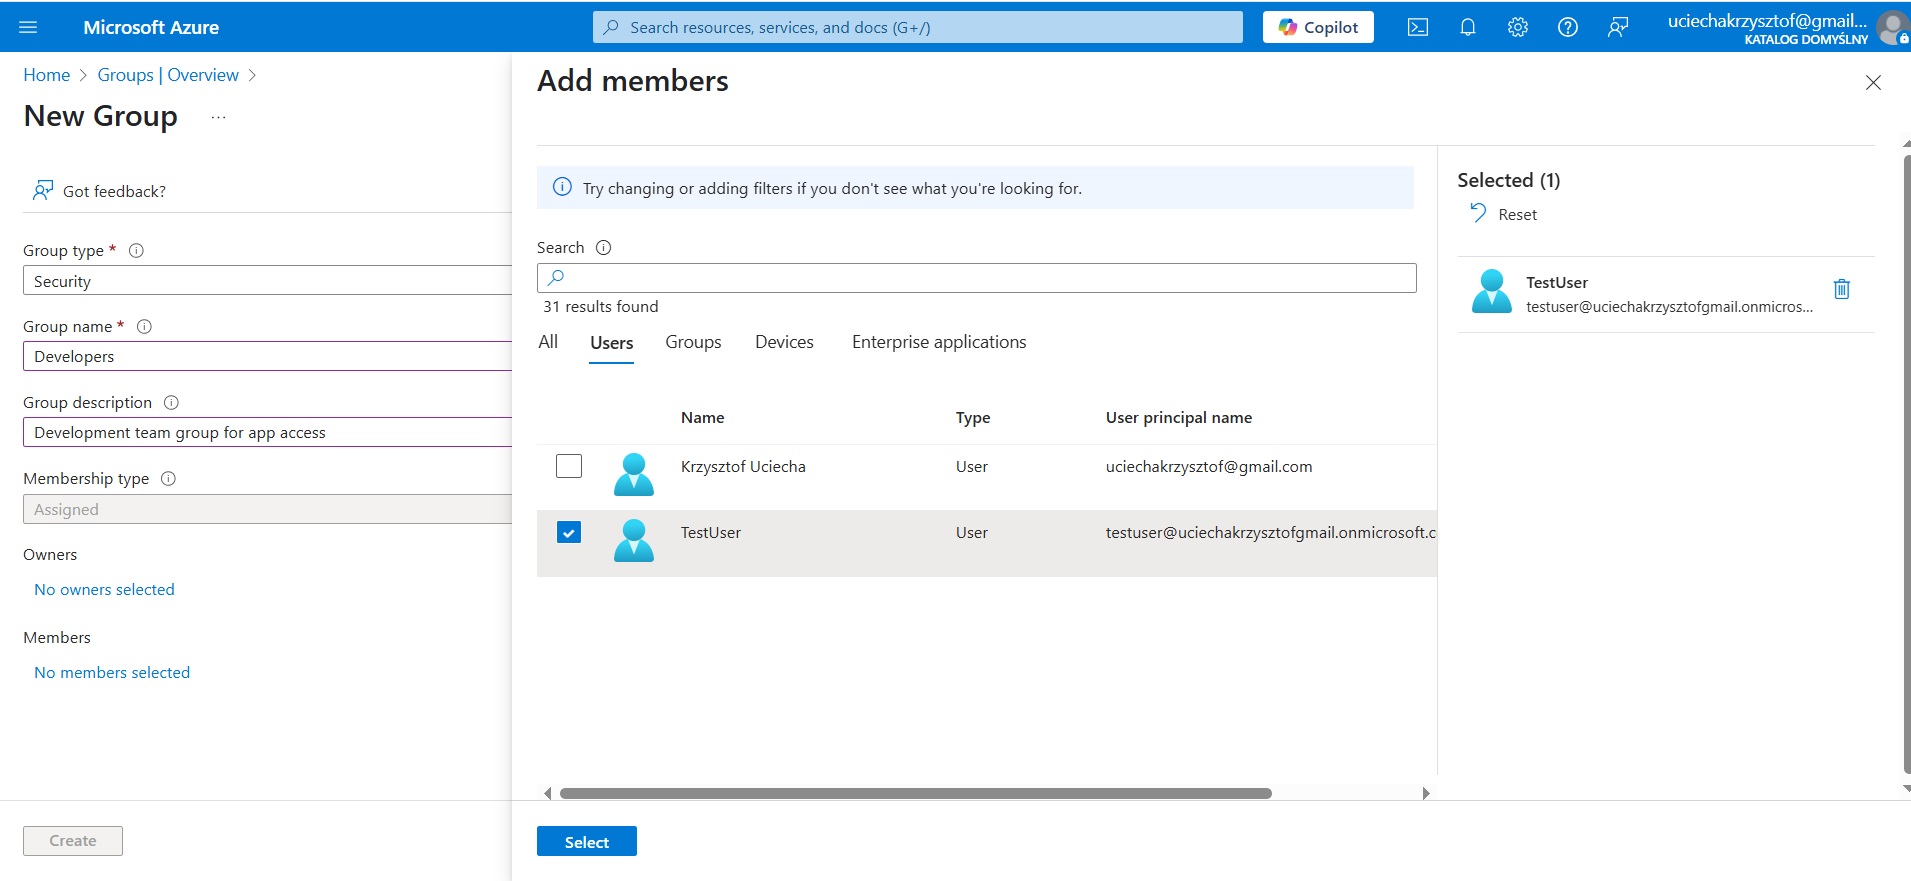 Microsoft Azure
Search resources, services, and docs (G+/)
Copilot
uciechakrzysztof@gmail...
KATALOG DOMYŚLNY
Home > Groups | Overview >
New Group ...
Got feedback?
Group type *
Security
Group name *
Developers
Group description
Development team group for app access
Membership type
Assigned
Owners
No owners selected
Members
No members selected
Create
Add members
Try changing or adding filters if you don't see what you're looking for.
Search
31 results found
All Users Groups Devices Enterprise applications
Name Type User principal name
Krzysztof Uciecha User uciechakrzysztof@gmail.com
TestUser User testuser@uciechakrzysztofgmail.onmicrosoft.c
Select
Selected (1)
Reset
TestUser
testuser@uciechakrzysztofgmail.onmicros...